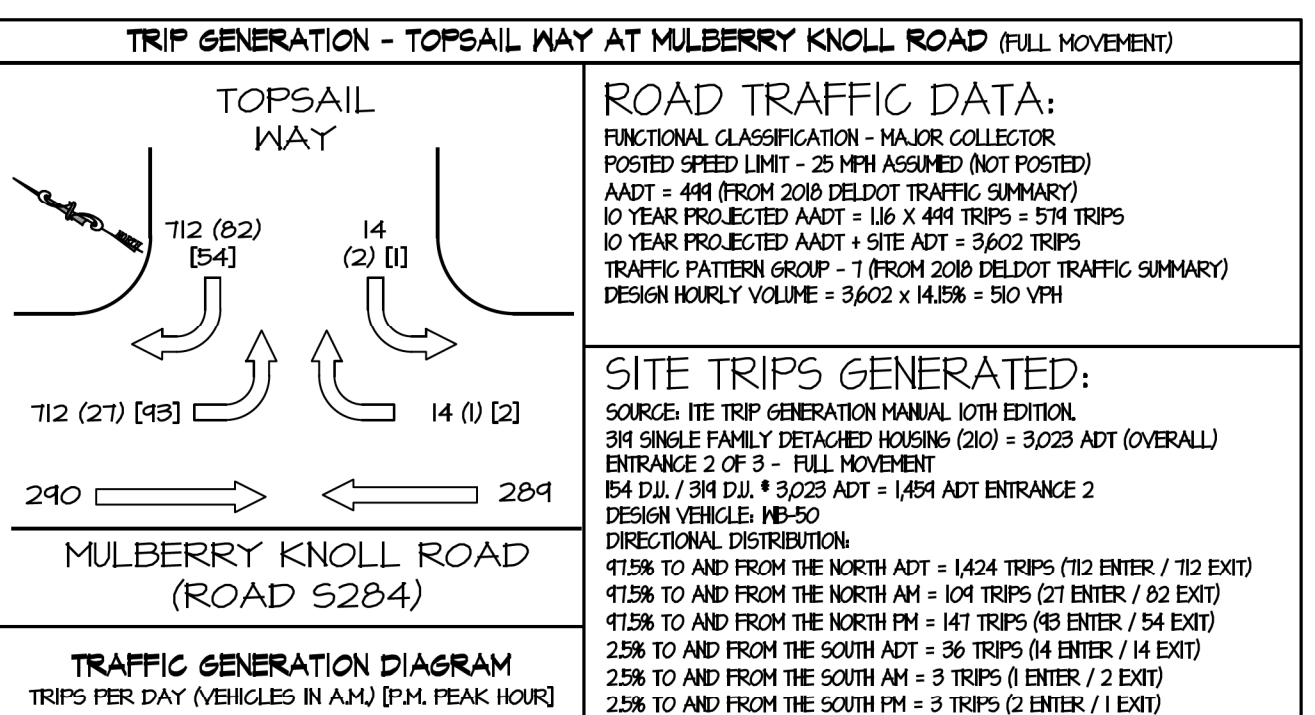 TRIP GENERATION - TOPSAIL WAY AT MULBERRY KNOLL ROAD (FULL MOVEMENT)
TOPSAIL
WAY
NORTH
712 (82)
[54]
14
(2) [1]
712 (27) [93]
14 (1) [2]
290
289
MULBERRY KNOLL ROAD
(ROAD S284)
TRAFFIC GENERATION DIAGRAM
TRIPS PER DAY (VEHICLES IN A.M.) [P.M. PEAK HOUR]
ROAD TRAFFIC DATA:
FUNCTIONAL CLASSIFICATION - MAJOR COLLECTOR
POSTED SPEED LIMIT - 25 MPH ASSUMED (NOT POSTED)
AADT = 499 (FROM 2018 DELDOT TRAFFIC SUMMARY)
10 YEAR PROJECTED AADT = 1.16 X 499 TRIPS = 579 TRIPS
10 YEAR PROJECTED AADT + SITE ADT = 3,602 TRIPS
TRAFFIC PATTERN GROUP - 7 (FROM 2018 DELDOT TRAFFIC SUMMARY)
DESIGN HOURLY VOLUME = 3,602 x 14.15% = 510 VPH
SITE TRIPS GENERATED:
SOURCE: ITE TRIP GENERATION MANUAL 10TH EDITION.
319 SINGLE FAMILY DETACHED HOUSING (210) = 3,023 ADT (OVERALL)
ENTRANCE 2 OF 3 - FULL MOVEMENT
154 D.U. / 319 D.U. * 3,023 ADT = 1,459 ADT ENTRANCE 2
DESIGN VEHICLE: WB-50
DIRECTIONAL DISTRIBUTION:
97.5% TO AND FROM THE NORTH ADT = 1,424 TRIPS (712 ENTER / 712 EXIT)
97.5% TO AND FROM THE NORTH AM = 109 TRIPS (27 ENTER / 82 EXIT)
97.5% TO AND FROM THE NORTH PM = 147 TRIPS (93 ENTER / 54 EXIT)
2.5% TO AND FROM THE SOUTH ADT = 36 TRIPS (14 ENTER / 14 EXIT)
2.5% TO AND FROM THE SOUTH AM = 3 TRIPS (1 ENTER / 2 EXIT)
2.5% TO AND FROM THE SOUTH PM = 3 TRIPS (2 ENTER / 1 EXIT)